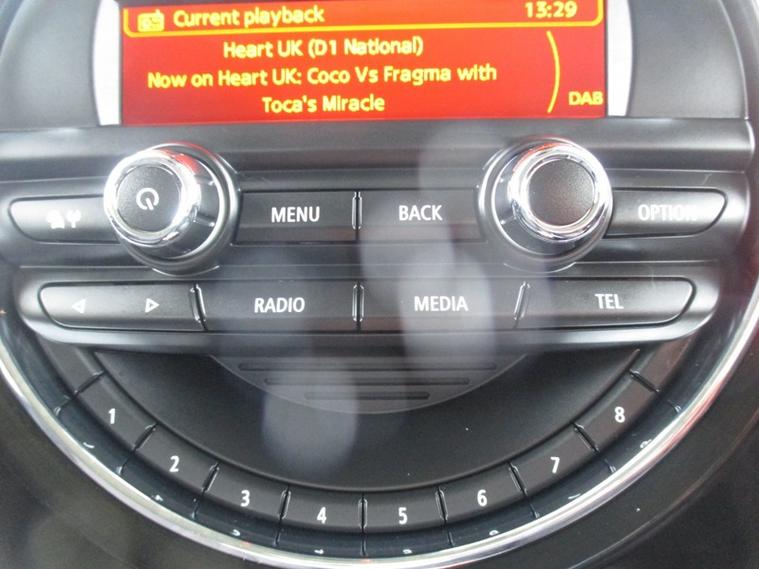 Current playback 13:29
Heart UK (D1 National)
Now on Heart UK: Coco Vs Fragma with
Toca's Miracle
DAB
MENU BACK OPTION
RADIO MEDIA TEL
1 2 3 4 5 6 7 8